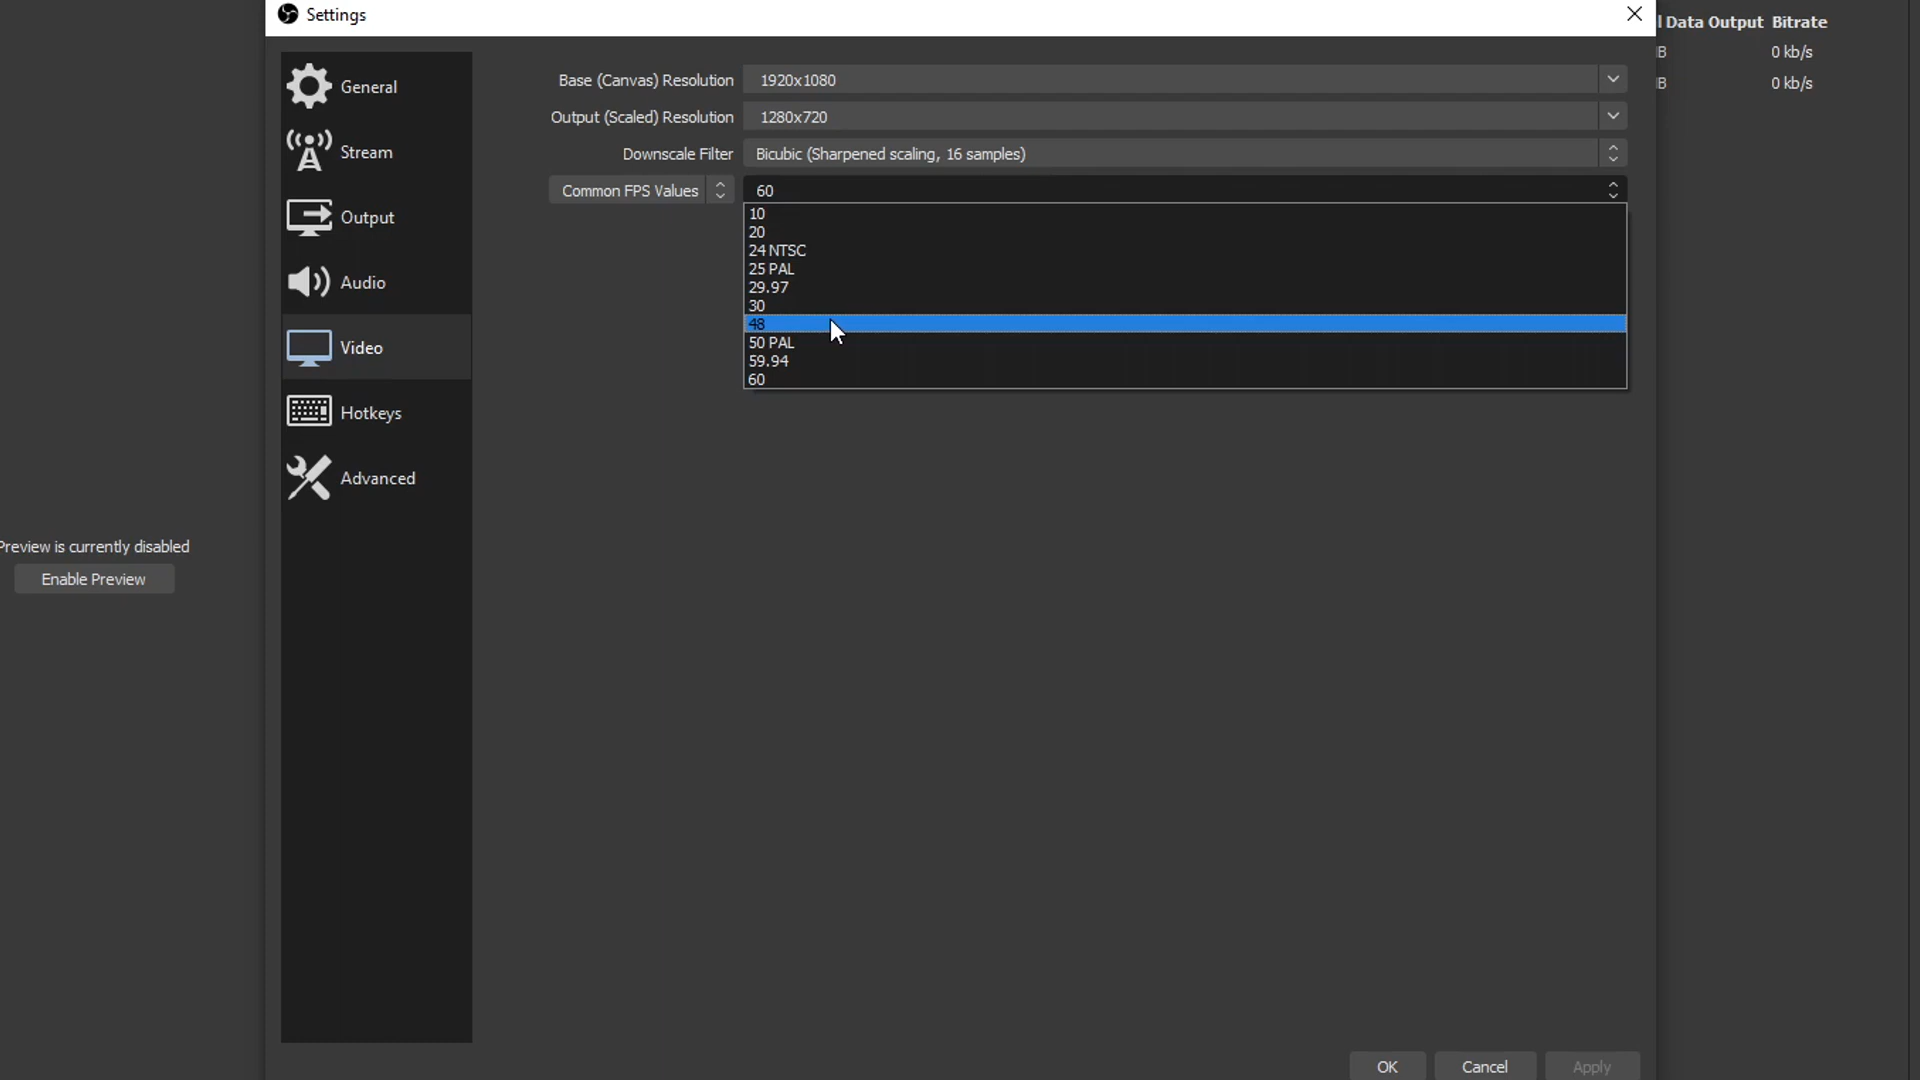 Settings
l Data Output Bitrate
IB 0 kb/s
IB 0 kb/s
General
Stream
Output
Audio
Video
Hotkeys
Advanced
Base (Canvas) Resolution 1920x1080
Output (Scaled) Resolution 1280x720
Downscale Filter Bicubic (Sharpened scaling, 16 samples)
Common FPS Values 60
10
20
24 NTSC
25 PAL
29.97
30
48
50 PAL
59.94
60
Preview is currently disabled
Enable Preview
OK Cancel Apply